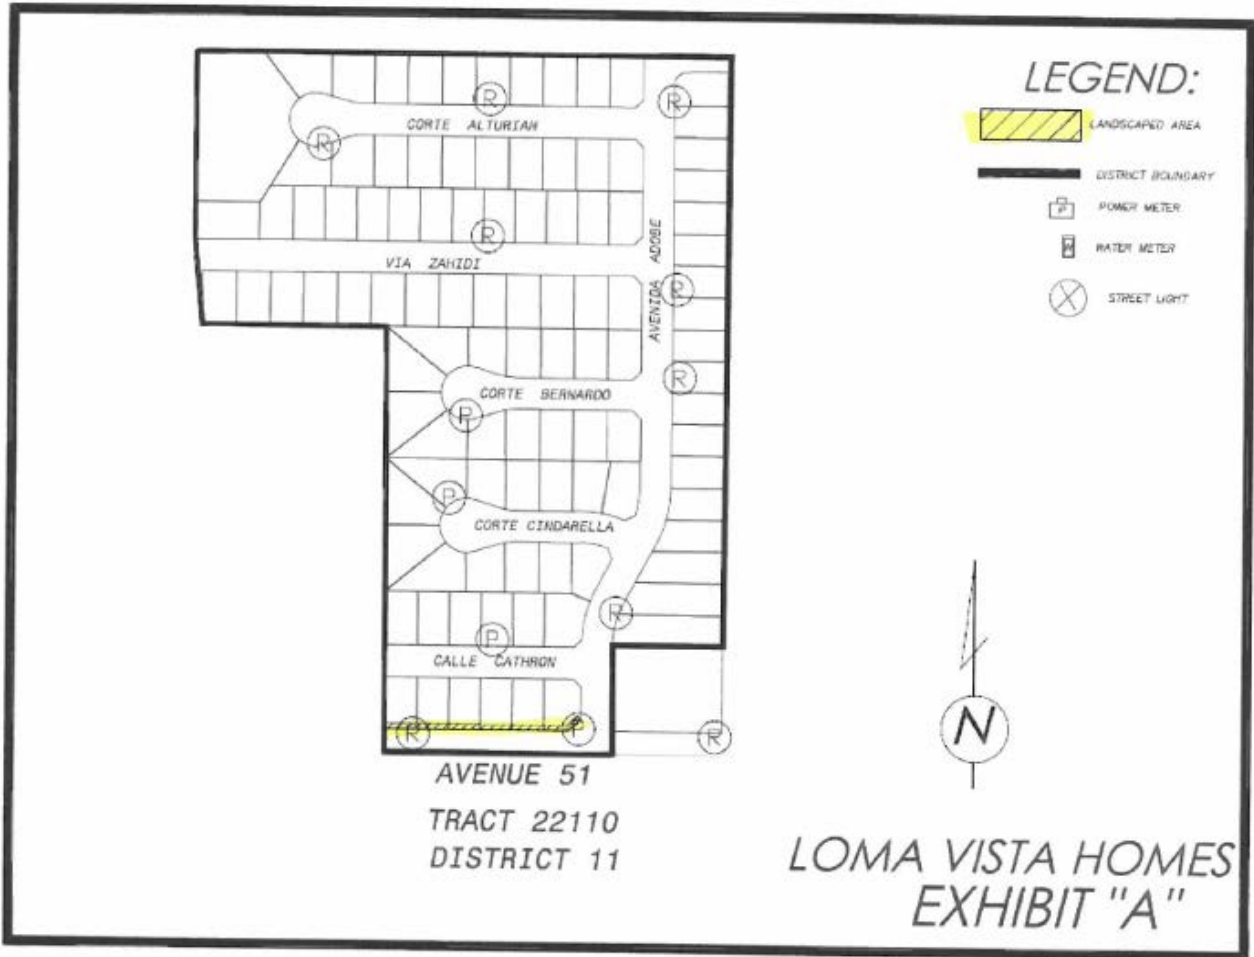 LEGEND:
LANDSCAPED AREA
DISTRICT BOUNDARY
P
POWER METER
W
WATER METER
STREET LIGHT
R
R
CORTE ALTURIAN
R
R
VIA ZAHIDI
AVENIDA ADOBE
R
R
CORTE BERNARDO
P
P
CORTE CINDARELLA
R
P
CALLE CATHRON
R
P
R
AVENUE 51
TRACT 22110
DISTRICT 11
N
LOMA VISTA HOMES
EXHIBIT "A"